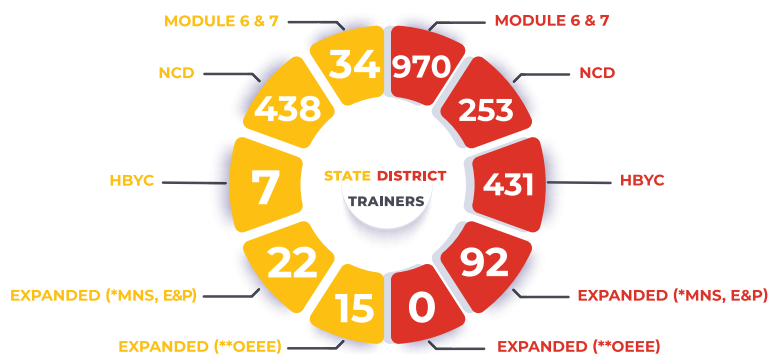 MODULE 6 & 7
MODULE 6 & 7
34
970
NCD
NCD
438
253
STATE DISTRICT
TRAINERS
HBYC
7
431
HBYC
22
92
EXPANDED (*MNS, E&P)
EXPANDED (*MNS, E&P)
15
0
EXPANDED (**OEEE)
EXPANDED (**OEEE)